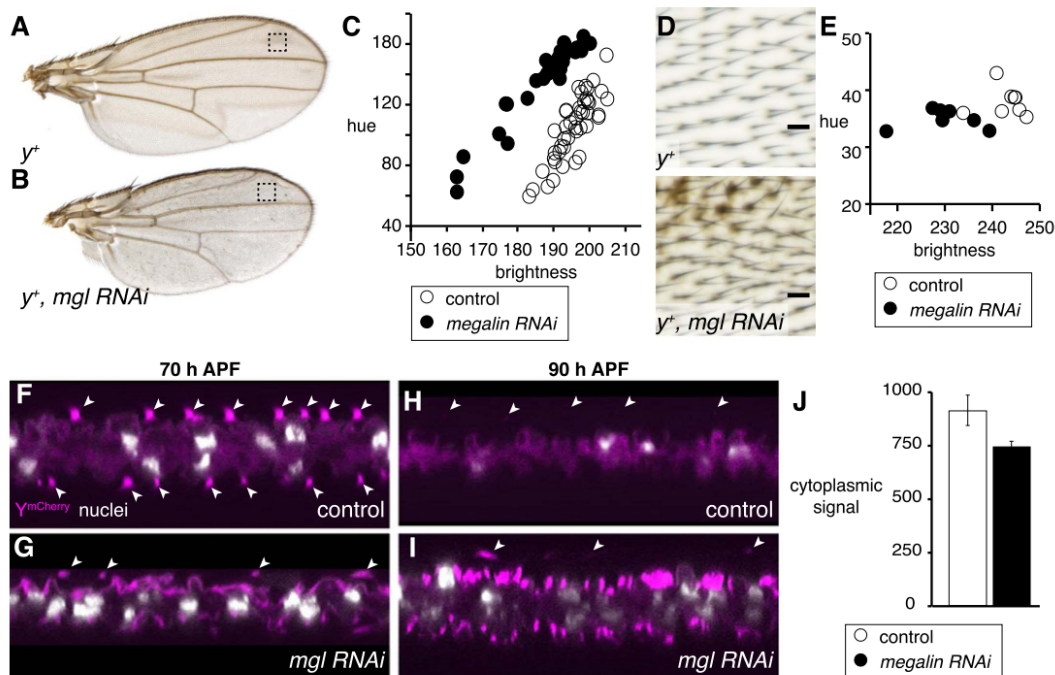 A
y+
B
y+, mgl RNAi
C
180
120
hue
80
40
150 160 170 180 190 200 210
brightness
control
megalin RNAi
D
y+
y+, mgl RNAi
E
50
40
hue
30
20
220 230 240 250
brightness
control
megalin RNAi
70 h APF
90 h APF
F
YmCherry nuclei
control
G
mgl RNAi
H
control
I
mgl RNAi
J
1000
750
cytoplasmic
signal
500
250
0
control
megalin RNAi